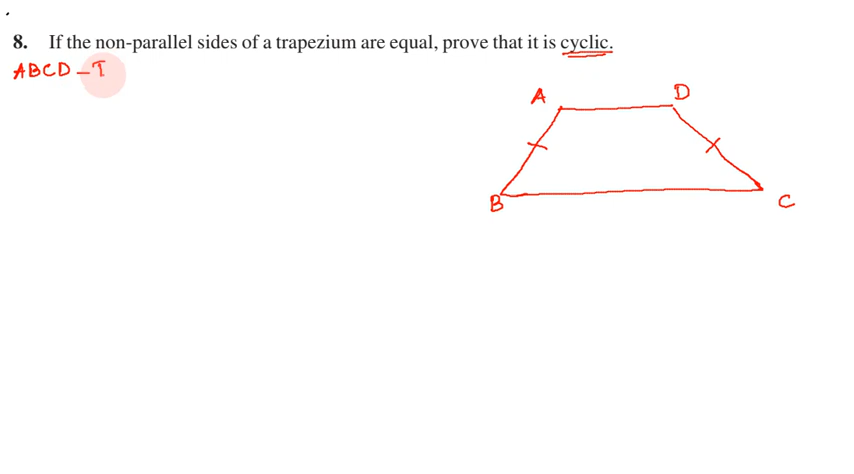 8. If the non-parallel sides of a trapezium are equal, prove that it is cyclic.
ABCD – T
A D
B C